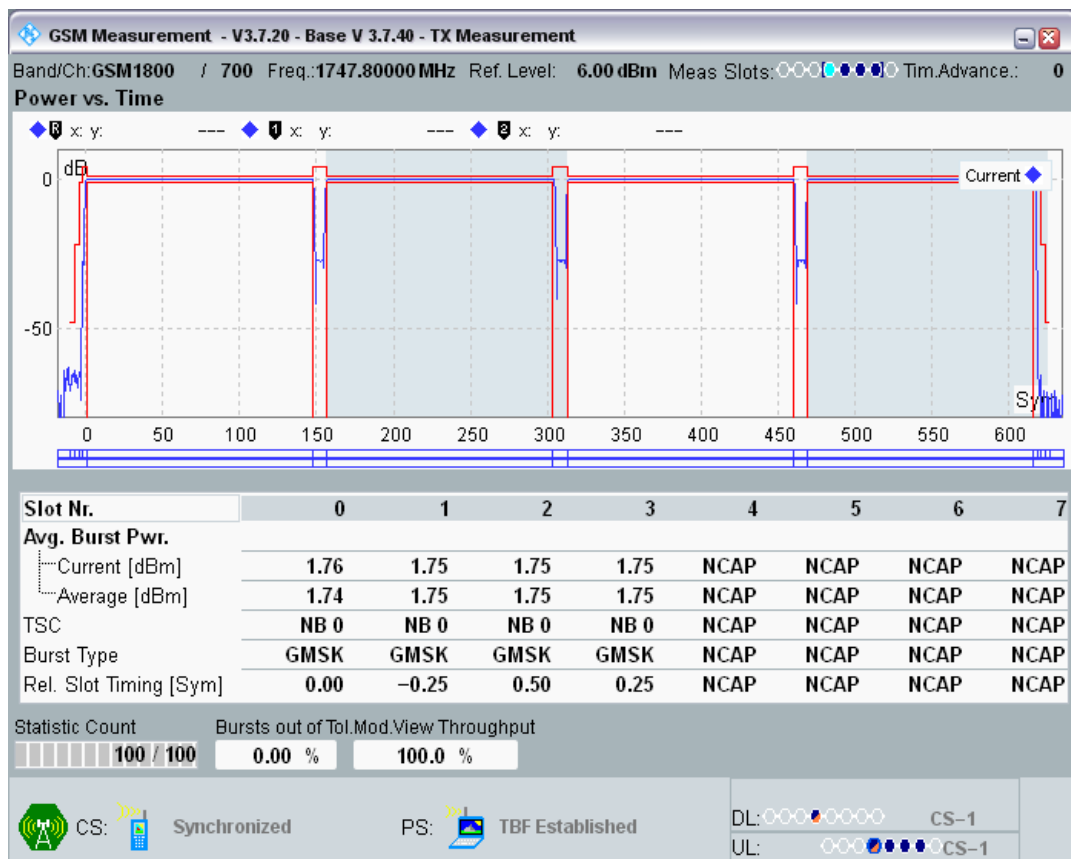 GSM Measurement - V3.7.20 - Base V 3.7.40 - TX Measurement
Band/Ch:GSM1800 / 700 Freq.:1747.80000 MHz Ref. Level: 6.00 dBm Meas Slots: Tim.Advance.: 0
Power vs. Time
R x: y: --- 1 x: y: --- 2 x: y: ---
dB
0
Current
-50
Sym
0 50 100 150 200 250 300 350 400 450 500 550 600
Slot Nr. 0 1 2 3 4 5 6 7
Avg. Burst Pwr.
Current [dBm] 1.76 1.75 1.75 1.75 NCAP NCAP NCAP NCAP
Average [dBm] 1.74 1.75 1.75 1.75 NCAP NCAP NCAP NCAP
TSC NB 0 NB 0 NB 0 NB 0 NCAP NCAP NCAP NCAP
Burst Type GMSK GMSK GMSK GMSK NCAP NCAP NCAP NCAP
Rel. Slot Timing [Sym] 0.00 −0.25 0.50 0.25 NCAP NCAP NCAP NCAP
Statistic Count Bursts out of Tol.Mod.View Throughput
100 / 100 0.00 % 100.0 %
CS: Synchronized PS: TBF Established DL: CS−1
UL: CS−1